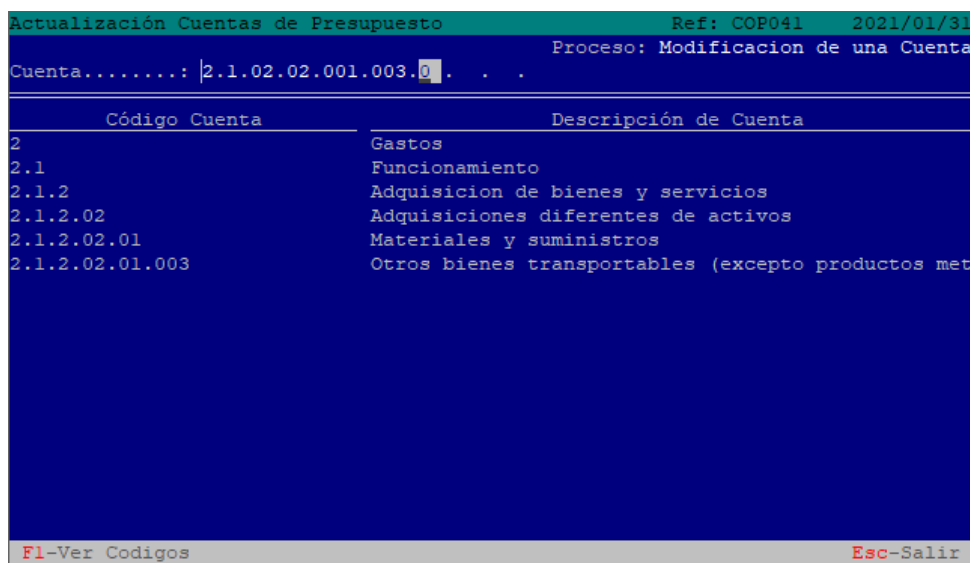 Actualización Cuentas de Presupuesto Ref: COP041 2021/01/31
Proceso: Modificacion de una Cuenta
Cuenta........: 2.1.02.02.001.003.0 . . .
Código Cuenta Descripción de Cuenta
2 Gastos
2.1 Funcionamiento
2.1.2 Adquisicion de bienes y servicios
2.1.2.02 Adquisiciones diferentes de activos
2.1.2.02.01 Materiales y suministros
2.1.2.02.01.003 Otros bienes transportables (excepto productos met
F1-Ver Codigos Esc-Salir